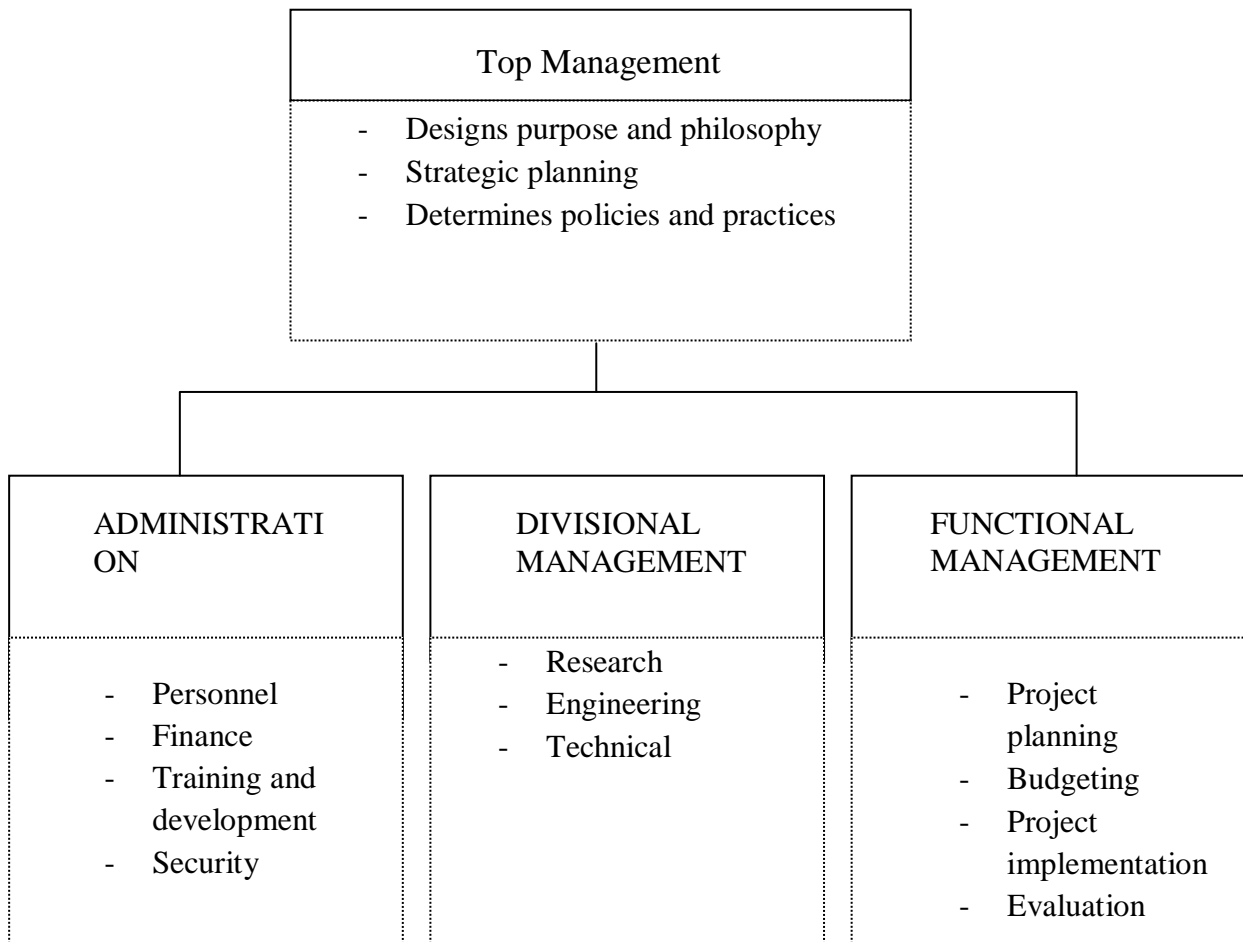 Top Management
- Designs purpose and philosophy
- Strategic planning
- Determines policies and practices
ADMINISTRATI
ON
- Personnel
- Finance
- Training and
development
- Security
DIVISIONAL
MANAGEMENT
- Research
- Engineering
- Technical
FUNCTIONAL
MANAGEMENT
- Project
planning
- Budgeting
- Project
implementation
- Evaluation